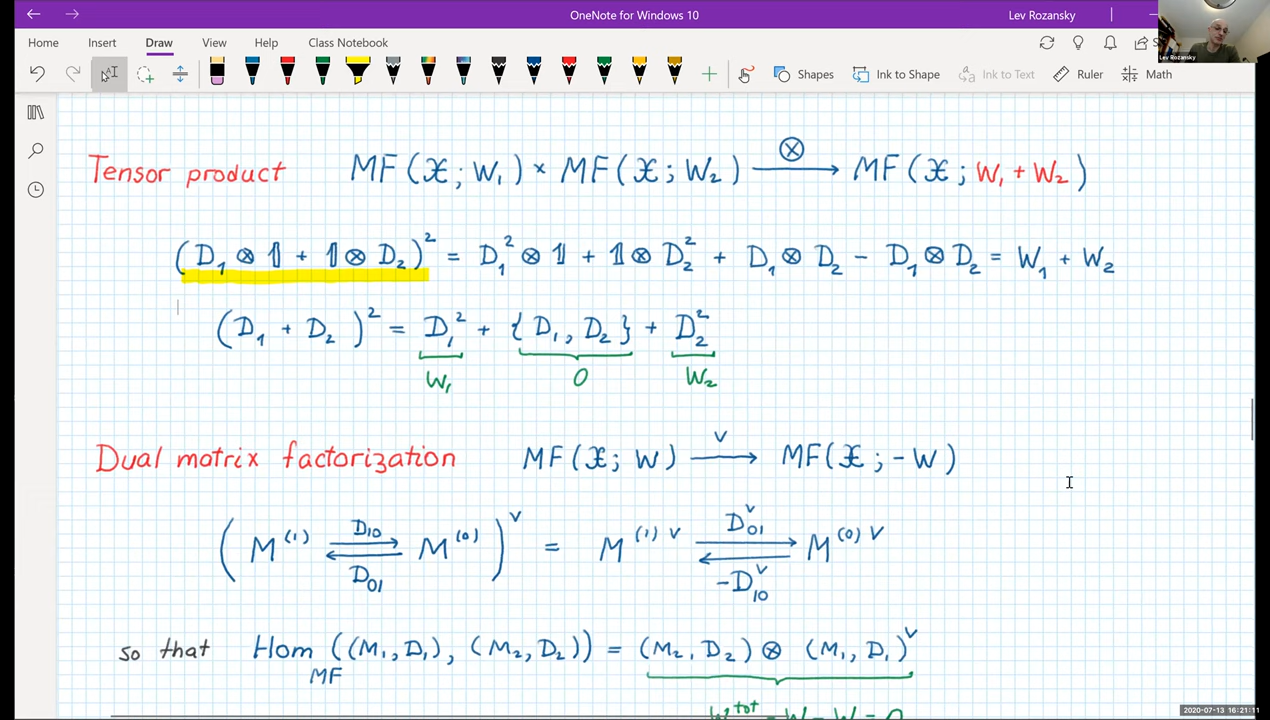 OneNote for Windows 10
Lev Rozansky
Lev Rozansky
Home Insert Draw View Help Class Notebook
Shapes Ink to Shape Ink to Text Ruler Math
Tensor product MF(𝔛; W₁) × MF(𝔛; W₂) ⊗→ MF(𝔛; W₁ + W₂)
(D₁ ⊗ 𝟙 + 𝟙 ⊗ D₂)² = D₁² ⊗ 𝟙 + 𝟙 ⊗ D₂² + D₁ ⊗ D₂ − D₁ ⊗ D₂ = W₁ + W₂
(D₁ + D₂)² = D₁² + {D₁, D₂} + D₂²
W₁ 0 W₂
Dual matrix factorization MF(𝔛; W) ∨→ MF(𝔛; −W)
(M⁽¹⁾ ⇄ M⁽⁰⁾)^∨ D₁₀ D₀₁ = M⁽¹⁾^∨ ⇄ M⁽⁰⁾^∨ D₀₁^∨ −D₁₀^∨
so that Hom_MF ((M₁, D₁), (M₂, D₂)) = (M₂, D₂) ⊗ (M₁, D₁)^∨
2020-07-13 16:21:11